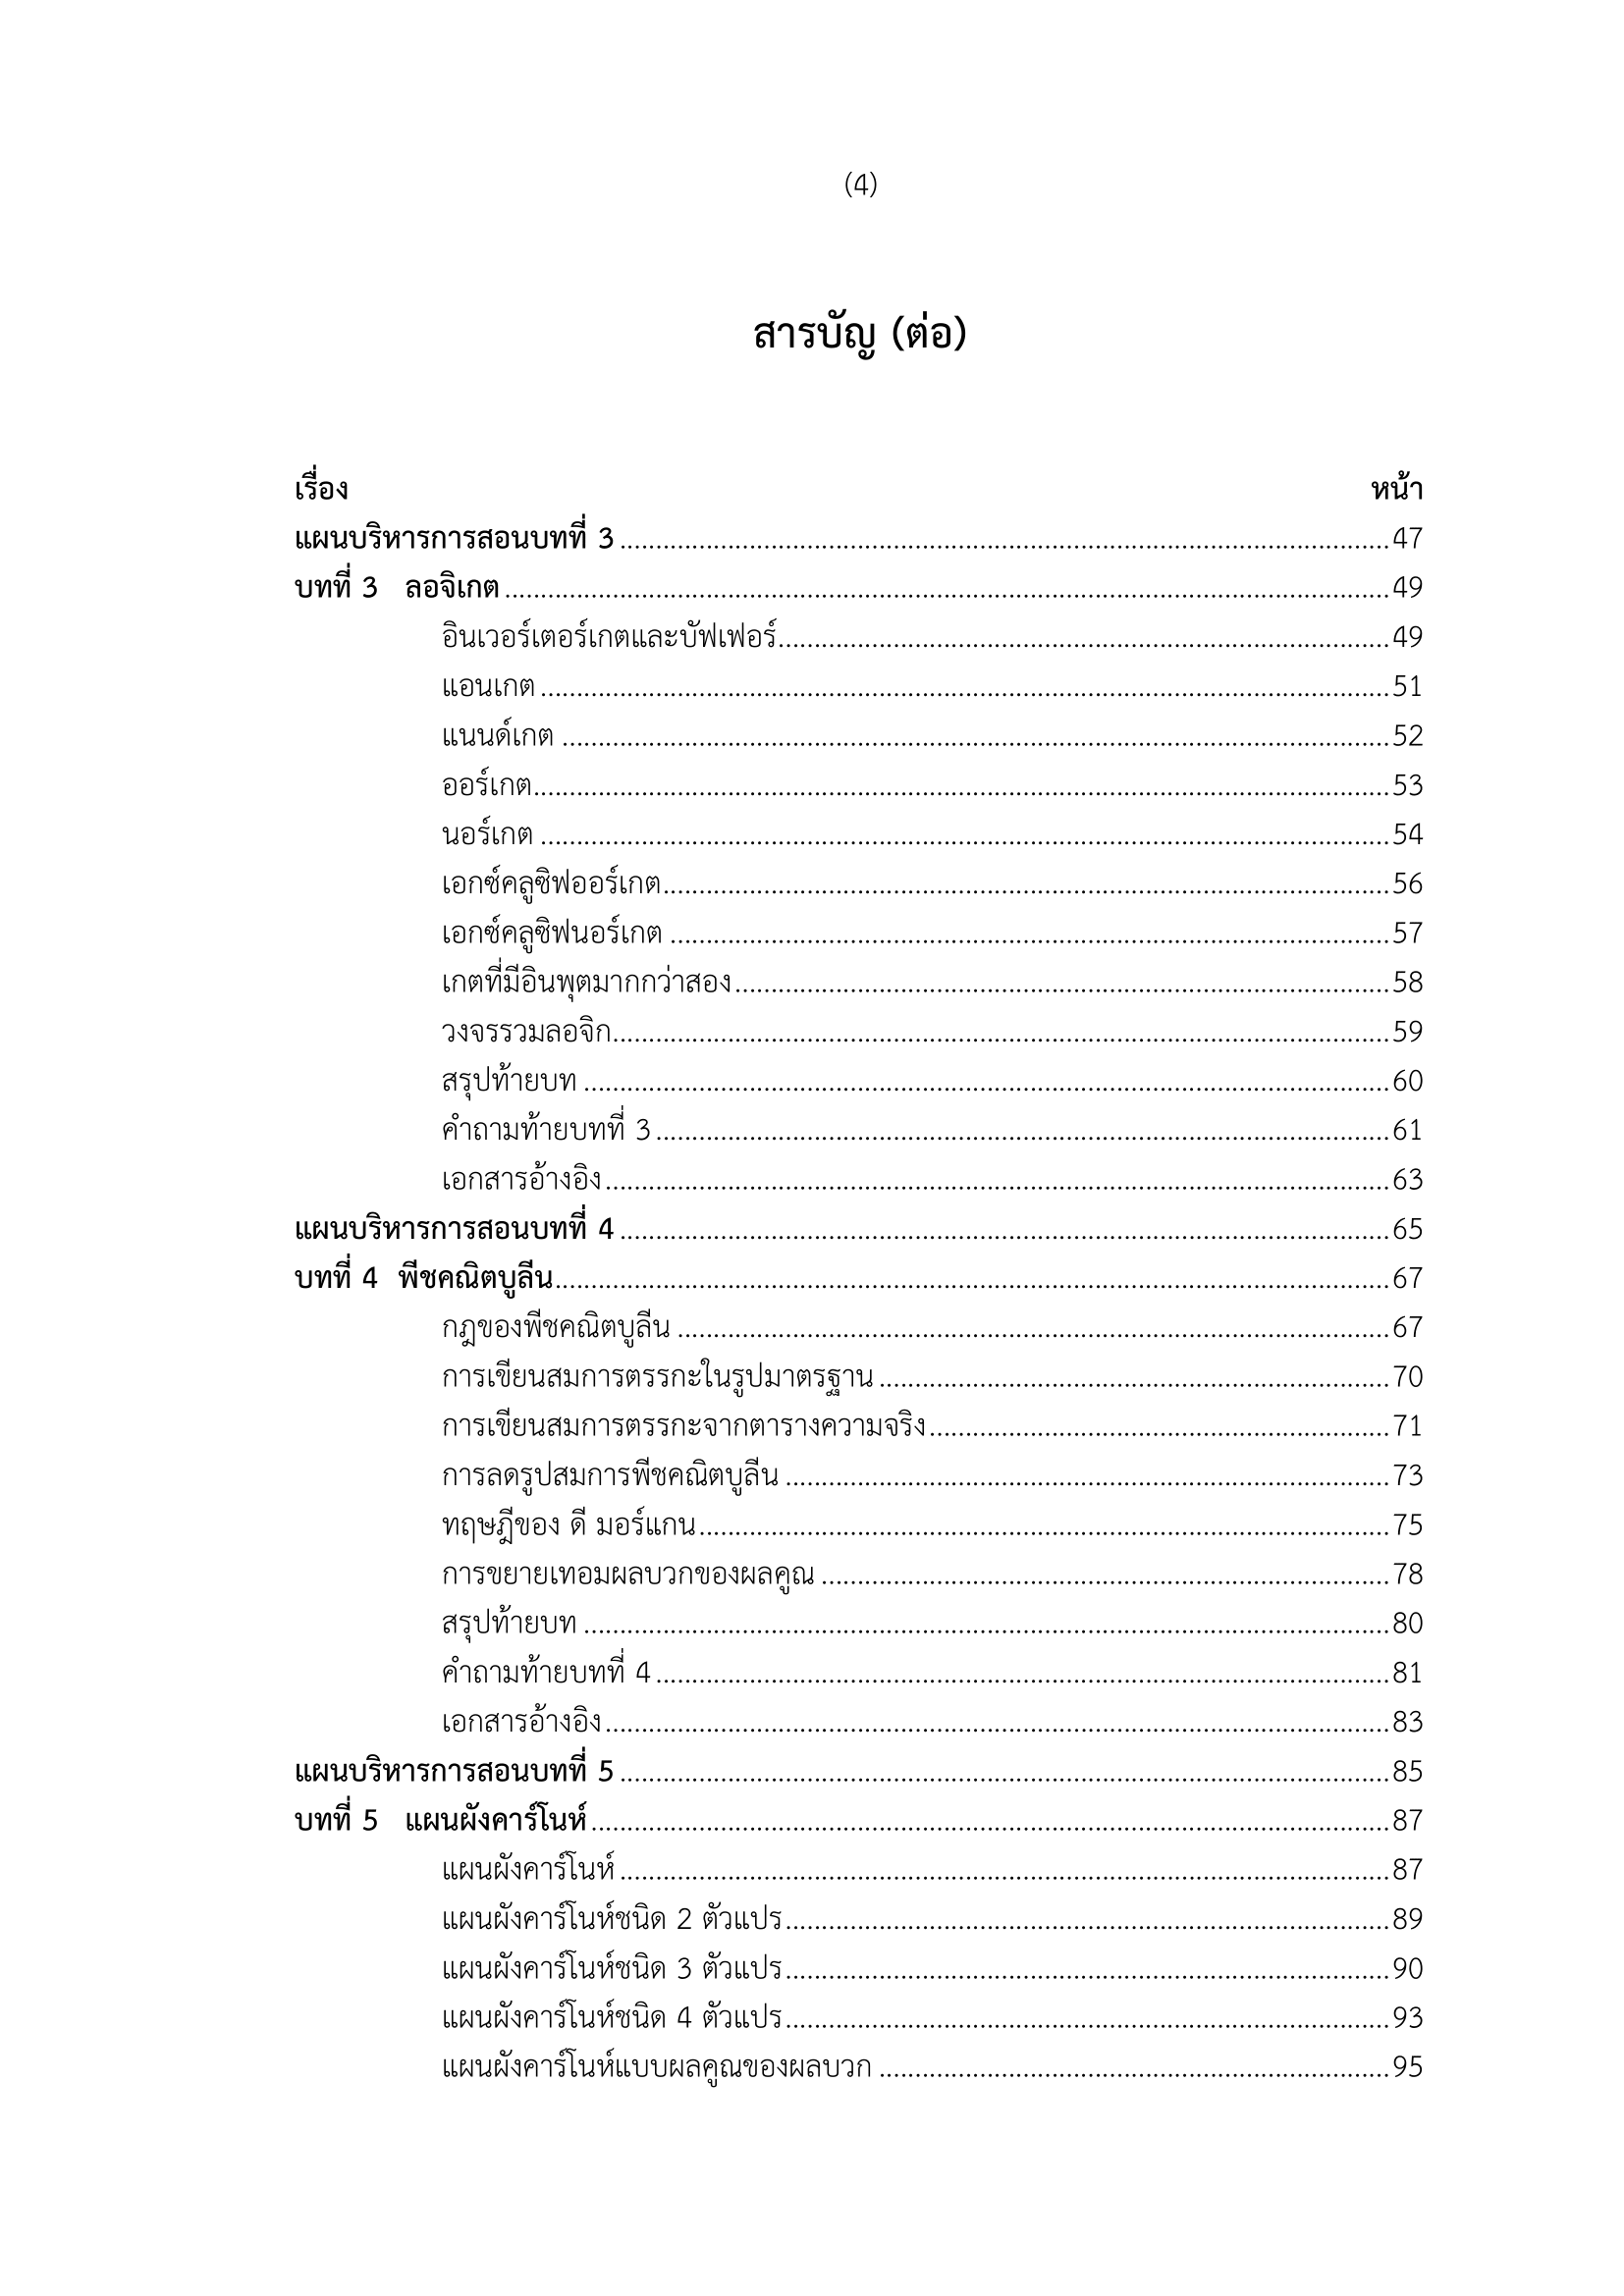 (4)
สารบัญ (ต่อ)
เรื่อง หน้า
แผนบริหารการสอนบทที่ 3 ........ 47
บทที่ 3 ลอจิเกต ........ 49
อินเวอร์เตอร์เกตและบัฟเฟอร์ ........ 49
แอนเกต ........ 51
แนนด์เกต ........ 52
ออร์เกต ........ 53
นอร์เกต ........ 54
เอกซ์คลูซิฟออร์เกต ........ 56
เอกซ์คลูซิฟนอร์เกต ........ 57
เกตที่มีอินพุตมากกว่าสอง ........ 58
วงจรรวมลอจิก ........ 59
สรุปท้ายบท ........ 60
คำถามท้ายบทที่ 3 ........ 61
เอกสารอ้างอิง ........ 63
แผนบริหารการสอนบทที่ 4 ........ 65
บทที่ 4 พีชคณิตบูลีน ........ 67
กฎของพีชคณิตบูลีน ........ 67
การเขียนสมการตรรกะในรูปมาตรฐาน ........ 70
การเขียนสมการตรรกะจากตารางความจริง ........ 71
การลดรูปสมการพีชคณิตบูลีน ........ 73
ทฤษฎีของ ดี มอร์แกน ........ 75
การขยายเทอมผลบวกของผลคูณ ........ 78
สรุปท้ายบท ........ 80
คำถามท้ายบทที่ 4 ........ 81
เอกสารอ้างอิง ........ 83
แผนบริหารการสอนบทที่ 5 ........ 85
บทที่ 5 แผนผังคาร์โนห์ ........ 87
แผนผังคาร์โนห์ ........ 87
แผนผังคาร์โนห์ชนิด 2 ตัวแปร ........ 89
แผนผังคาร์โนห์ชนิด 3 ตัวแปร ........ 90
แผนผังคาร์โนห์ชนิด 4 ตัวแปร ........ 93
แผนผังคาร์โนห์แบบผลคูณของผลบวก ........ 95